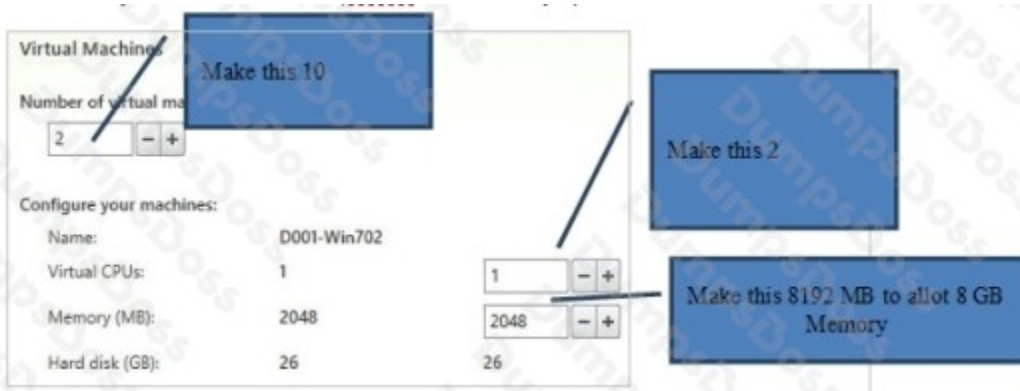 Virtual Machines
Make this 10
Number of virtual ma
2 - +
Make this 2
Configure your machines:
Name: D001-Win702
Virtual CPUs: 1 1 - +
Make this 8192 MB to allot 8 GB
Memory
Memory (MB): 2048 2048 - +
Hard disk (GB): 26 26
DumpsDoss